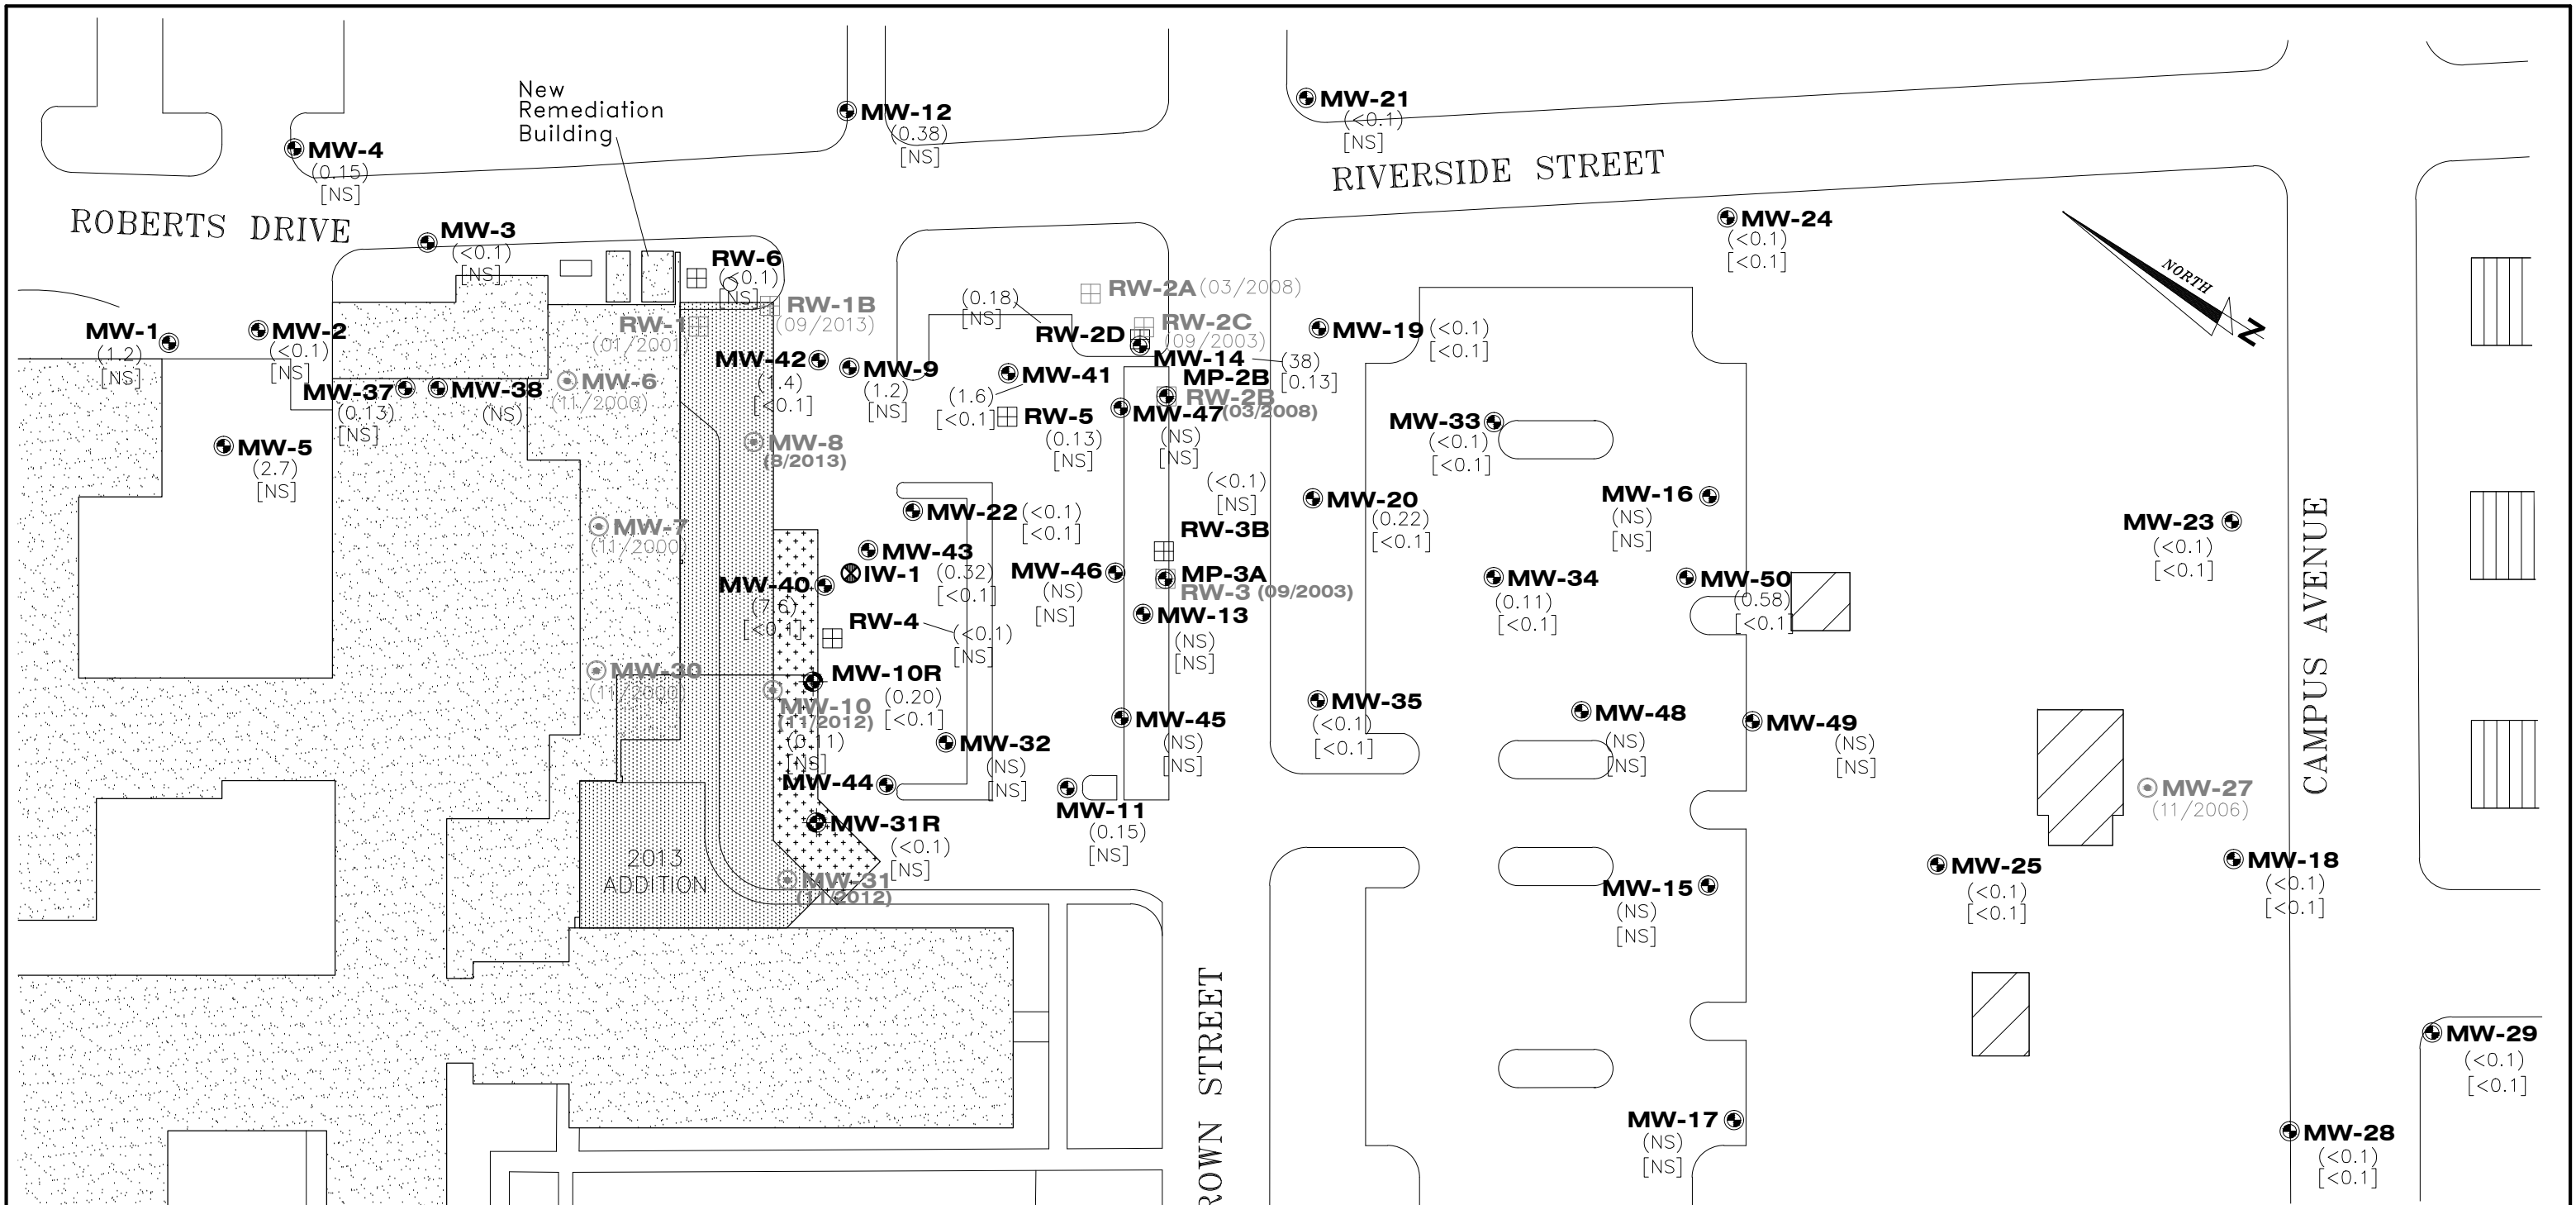 New
Remediation
Building
MW-12
(0.38)
[NS]
MW-21
(<0.1)
[NS]
MW-4
(0.15)
[NS]
RIVERSIDE STREET
ROBERTS DRIVE
MW-3
(<0.1)
[NS]
MW-24
(<0.1)
[<0.1]
RW-6
(<0.1)
[NS]
NORTH
N
RW-1B
(09/2013)
RW-1
(01/2001)
(0.18)
[NS]
RW-2A (03/2008)
RW-2C
(09/2003)
RW-2D
MW-14
(38)
[0.13]
MP-2B
RW-2B
(03/2008)
MW-19 (<0.1)
[<0.1]
MW-1
(1.2)
[NS]
MW-2
(<0.1)
[NS]
MW-37
(0.13)
[NS]
MW-38
(NS)
MW-6
(11/2000)
MW-42
(1.4)
[<0.1]
MW-9
(1.2)
[NS]
MW-41
(1.6)
[<0.1]
RW-5
(0.13)
[NS]
MW-47
(NS)
[NS]
MW-33
(<0.1)
[<0.1]
MW-5
(2.7)
[NS]
MW-8
(8/2013)
(<0.1)
[NS]
RW-3B
MW-20
(0.22)
[<0.1]
MW-16
(NS)
[NS]
MW-23
(<0.1)
[<0.1]
MW-7
(11/2000
MW-22 (<0.1)
[<0.1]
MW-43
(0.32)
[<0.1]
IW-1
MW-40
[<0.1]
MW-46
(NS)
[NS]
MP-3A
RW-3 (09/2003)
MW-13
(NS)
[NS]
MW-34
(0.11)
[<0.1]
MW-50
(0.58)
[<0.1]
RW-4
(<0.1)
[NS]
MW-30
(11/2000)
MW-10R
(0.20)
[<0.1]
MW-10
(11/2012)
(0.11)
[NS]
MW-44
MW-32
(NS)
[NS]
MW-45
(NS)
[NS]
MW-35
(<0.1)
[<0.1]
MW-48
(NS)
[NS]
MW-49
(NS)
[NS]
CAMPUS AVENUE
MW-27
(11/2006)
MW-11
(0.15)
[NS]
MW-31R
(<0.1)
[NS]
2013
ADDITION
MW-31
(11/2012)
MW-15
(NS)
[NS]
MW-25
(<0.1)
[<0.1]
MW-18
(<0.1)
[<0.1]
ROWN STREET
MW-29
(<0.1)
[<0.1]
MW-17
(NS)
[NS]
MW-28
(<0.1)
[<0.1]